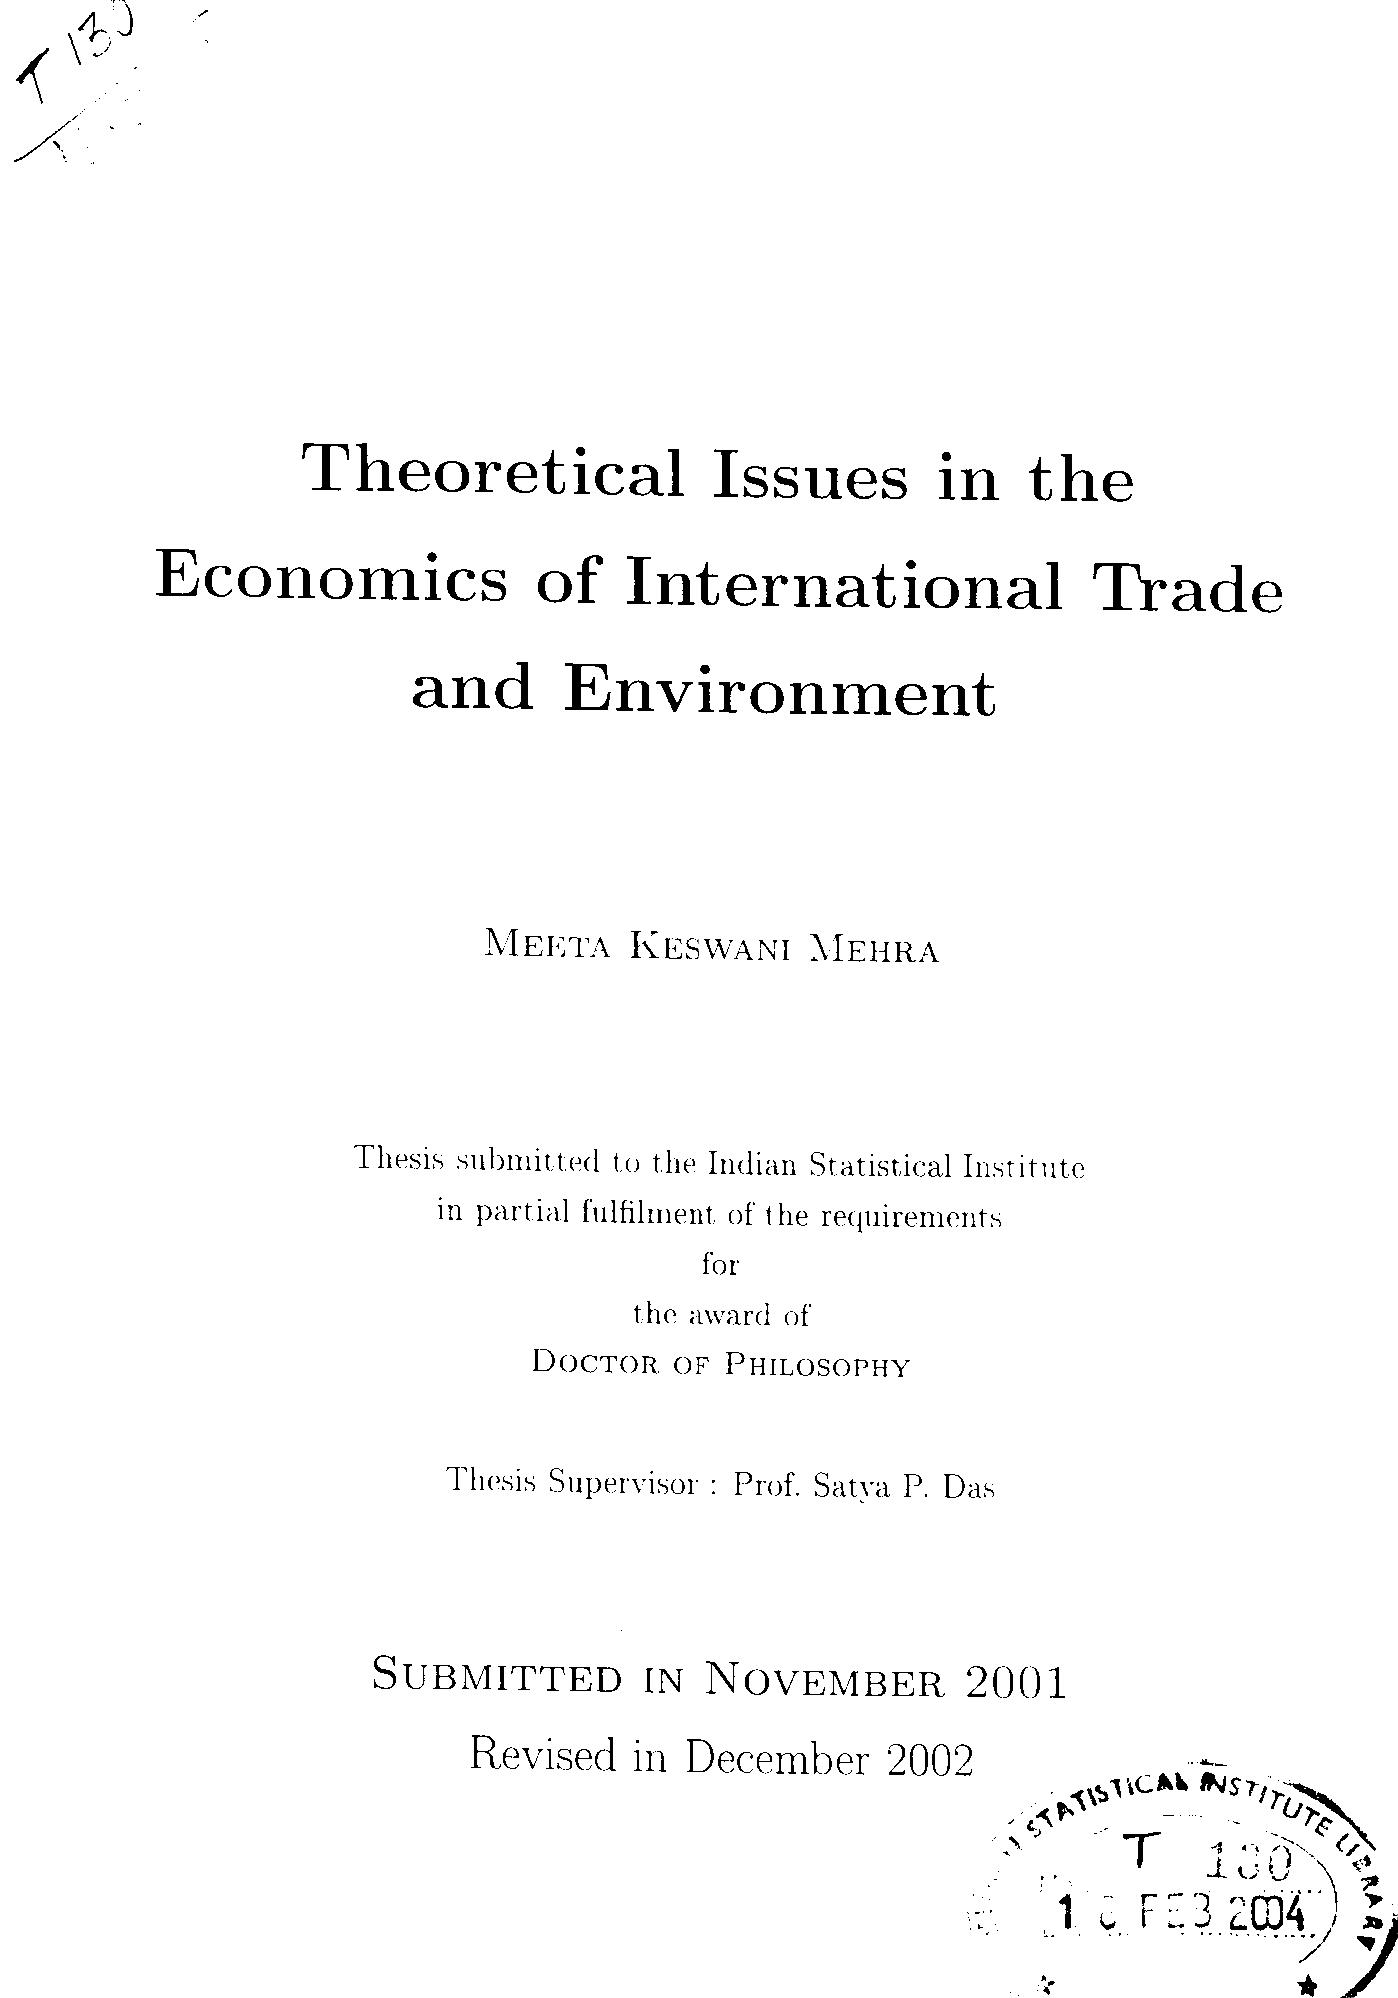 T 130
Theoretical Issues in the
Economics of International Trade
and Environment
MEETA KESWANI MEHRA
Thesis submitted to the Indian Statistical Institute
in partial fulfilment of the requirements
for
the award of
DOCTOR OF PHILOSOPHY
Thesis Supervisor : Prof. Satya P. Das
SUBMITTED IN NOVEMBER 2001
Revised in December 2002
STATISTICAL INSTITUTE LIBRARY
T 130
FEB 2004